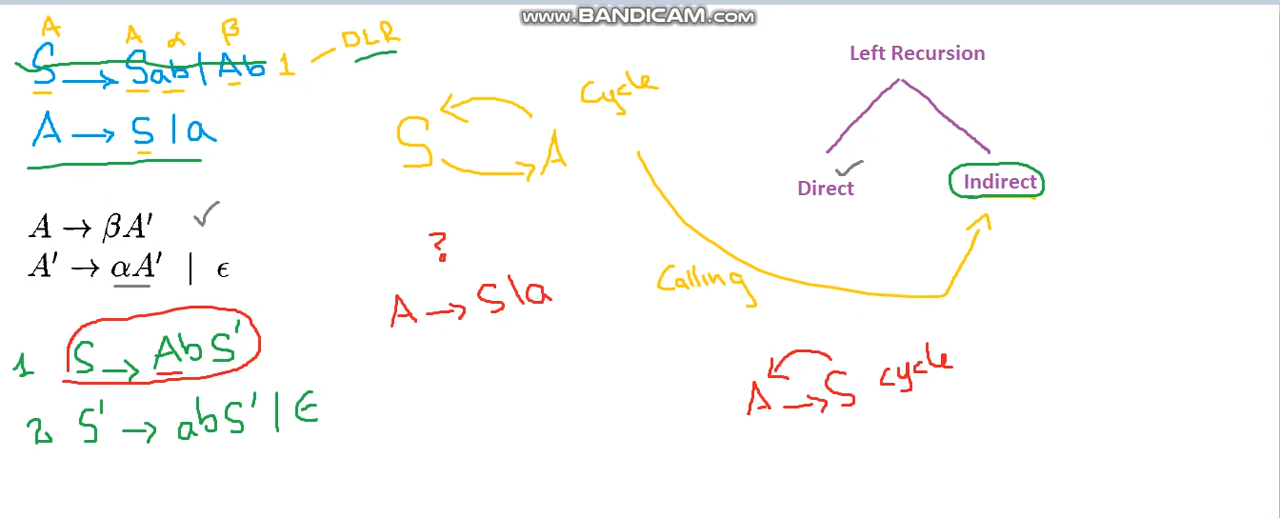 www.BANDICAM.com
A A α β
S → Sab | Ab 1 DLR
A → S | a
A → βA'
A' → αA' | ϵ
1 S → AbS'
2. S' → abS' | ϵ
Cycle
S A
?
A → S | a
Calling
A → S cycle
Left Recursion
Direct
Indirect